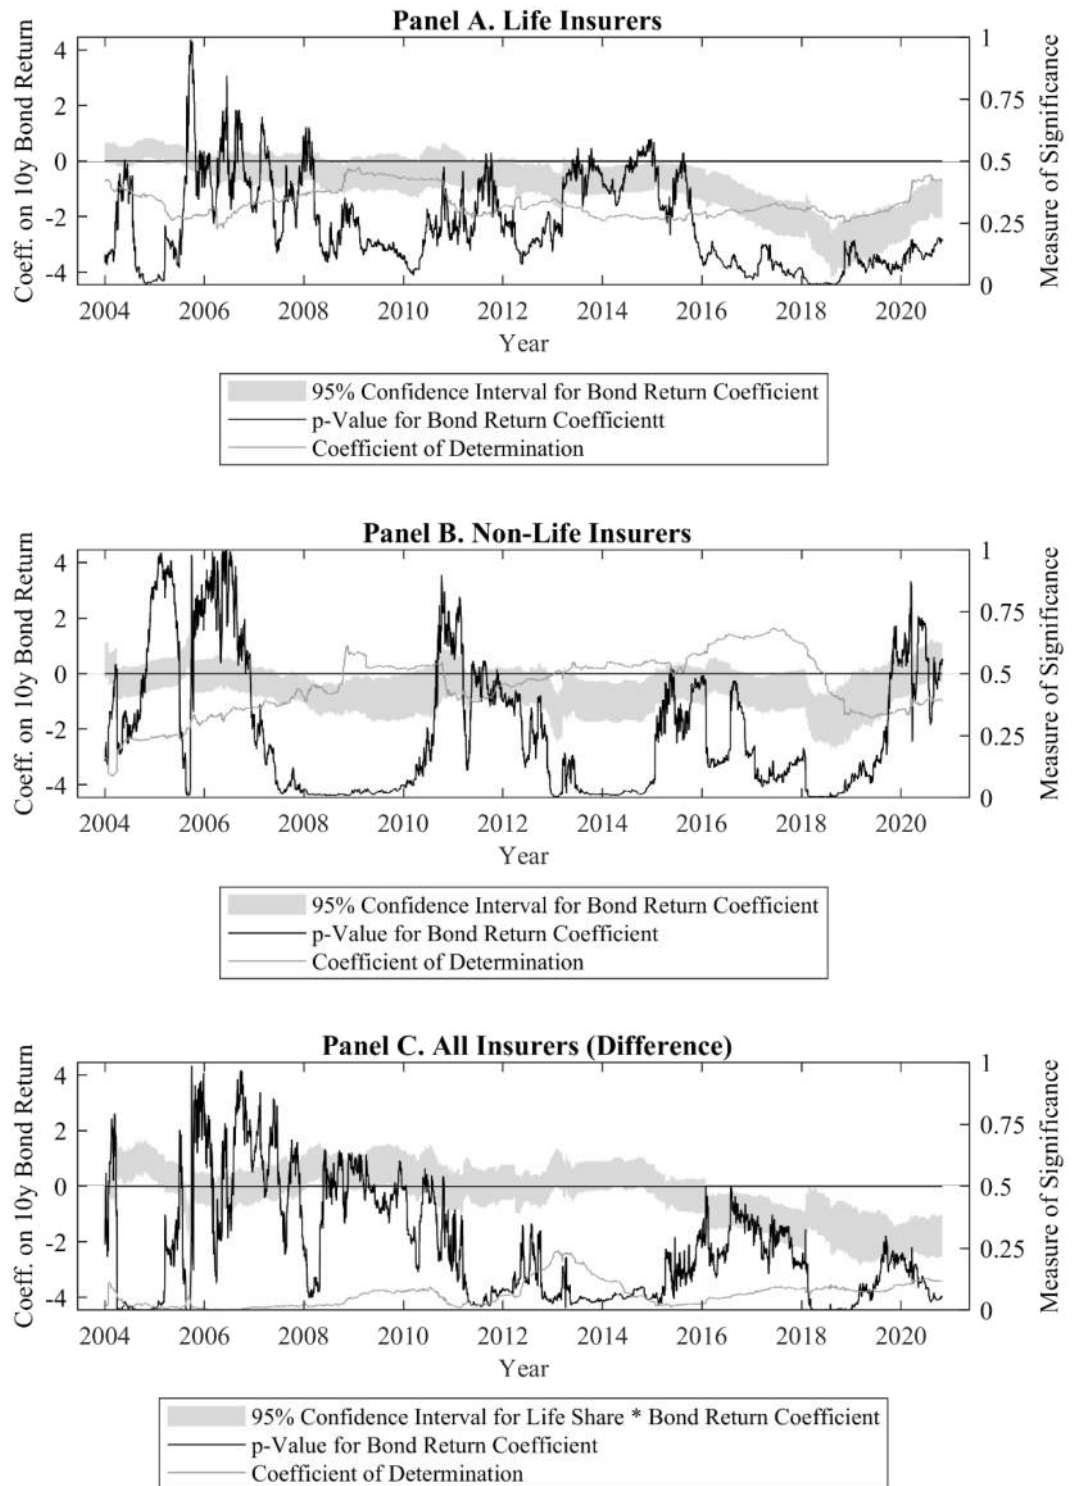 Panel A. Life Insurers
Coeff. on 10y Bond Return
4
2
0
-2
-4
1
0.75
0.5
0.25
0
Measure of Significance
2004 2006 2008 2010 2012 2014 2016 2018 2020
Year
95% Confidence Interval for Bond Return Coefficient
p-Value for Bond Return Coefficientt
Coefficient of Determination
Panel B. Non-Life Insurers
Coeff. on 10y Bond Return
4
2
0
-2
-4
1
0.75
0.5
0.25
0
Measure of Significance
2004 2006 2008 2010 2012 2014 2016 2018 2020
Year
95% Confidence Interval for Bond Return Coefficient
p-Value for Bond Return Coefficient
Coefficient of Determination
Panel C. All Insurers (Difference)
Coeff. on 10y Bond Return
4
2
0
-2
-4
1
0.75
0.5
0.25
0
Measure of Significance
2004 2006 2008 2010 2012 2014 2016 2018 2020
Year
95% Confidence Interval for Life Share * Bond Return Coefficient
p-Value for Bond Return Coefficient
Coefficient of Determination